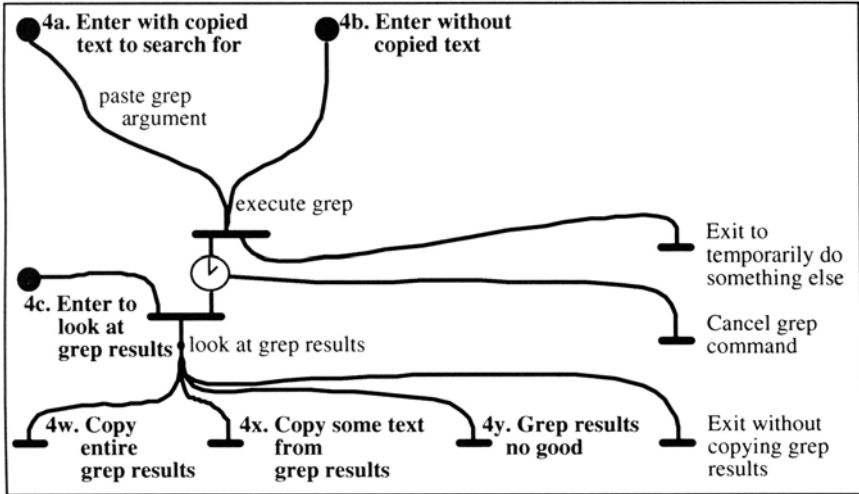 4a. Enter with copied
text to search for
4b. Enter without
copied text
paste grep
argument
execute grep
Exit to
temporarily do
something else
4c. Enter to
look at
grep results
Cancel grep
command
look at grep results
4w. Copy
entire
grep results
4x. Copy some text
from
grep results
4y. Grep results
no good
Exit without
copying grep
results